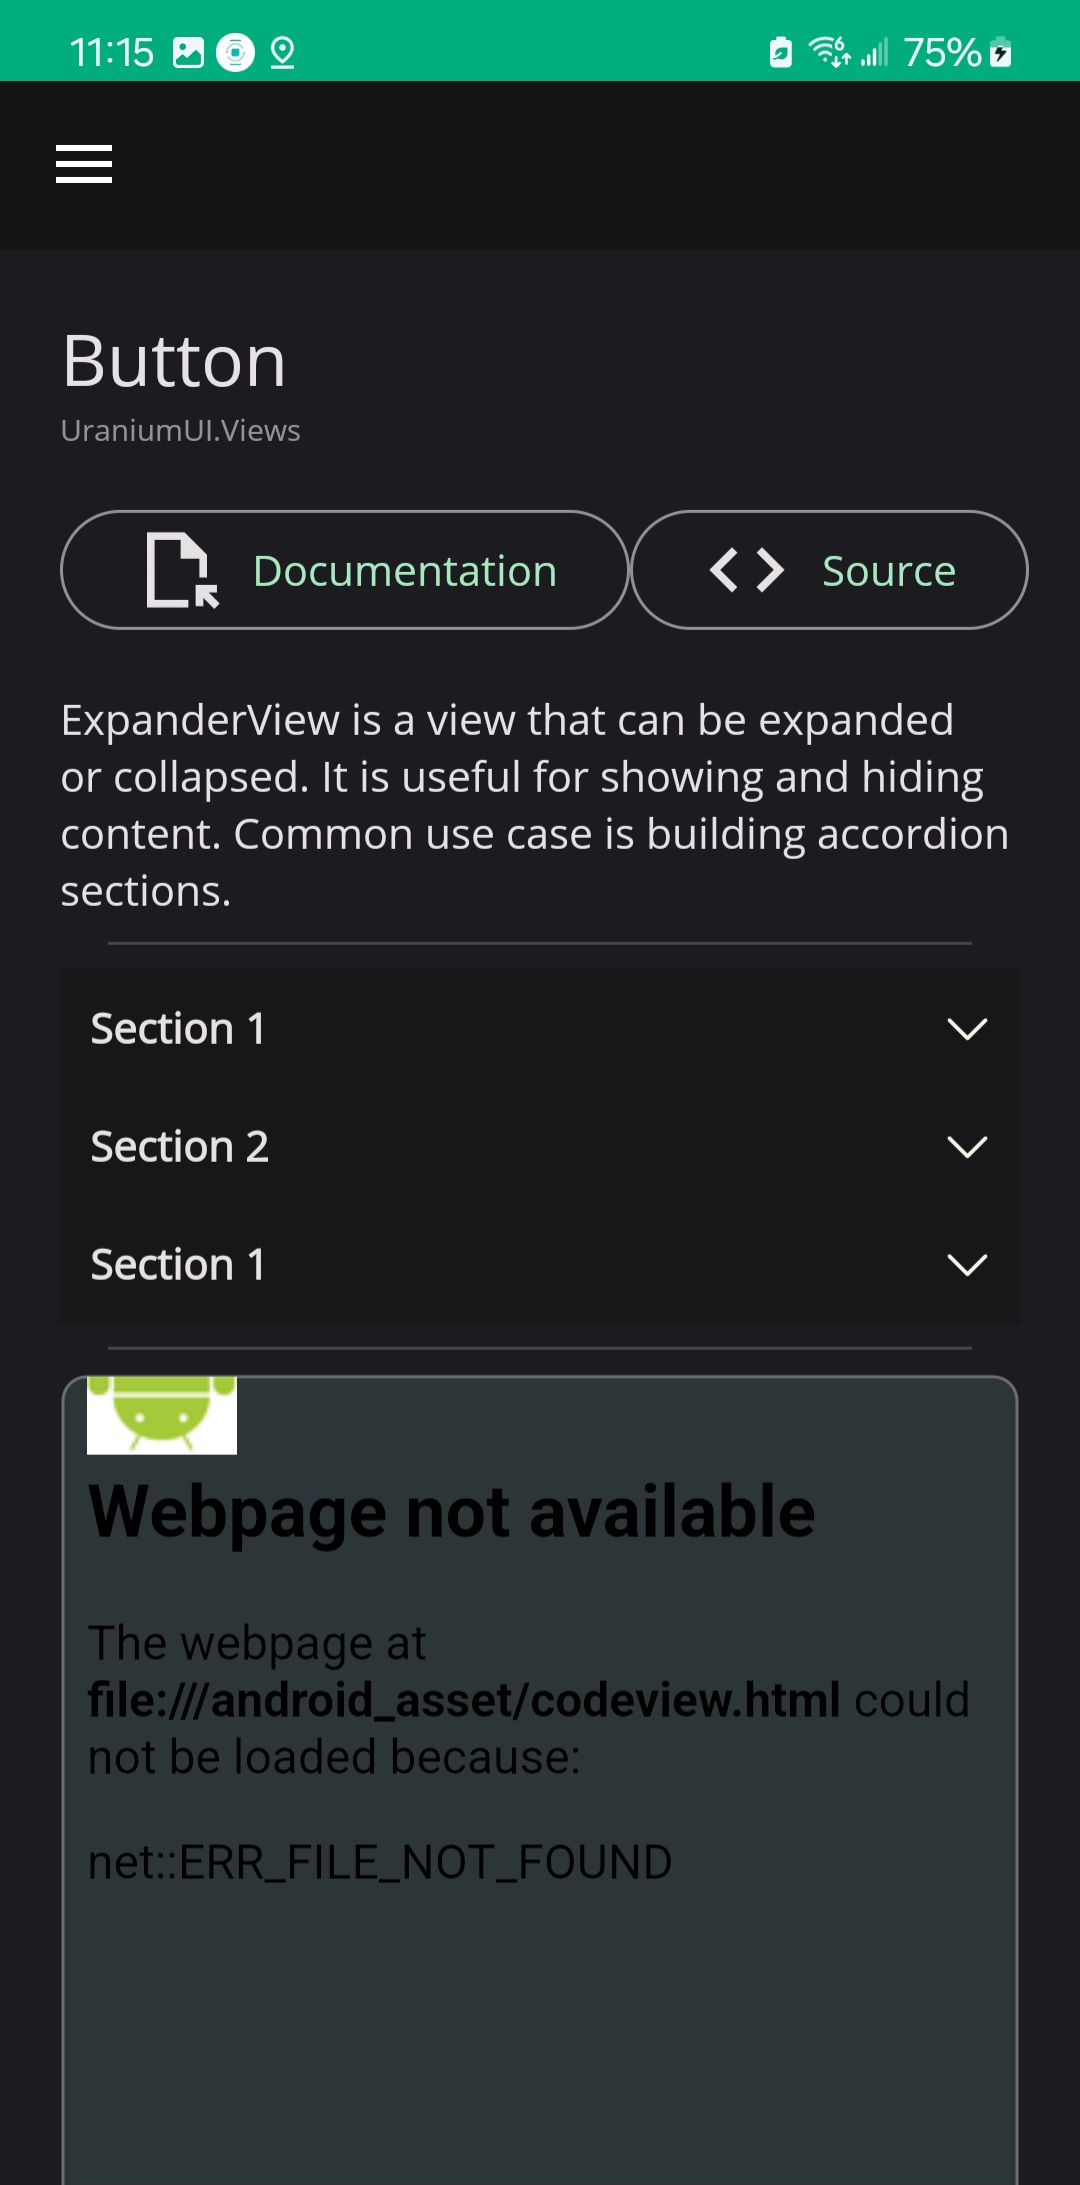 11:15
75%
Button
UraniumUI.Views
Documentation
Source
ExpanderView is a view that can be expanded
or collapsed. It is useful for showing and hiding
content. Common use case is building accordion
sections.
Section 1
Section 2
Section 1
Webpage not available
The webpage at
file:///android_asset/codeview.html could
not be loaded because:
net::ERR_FILE_NOT_FOUND